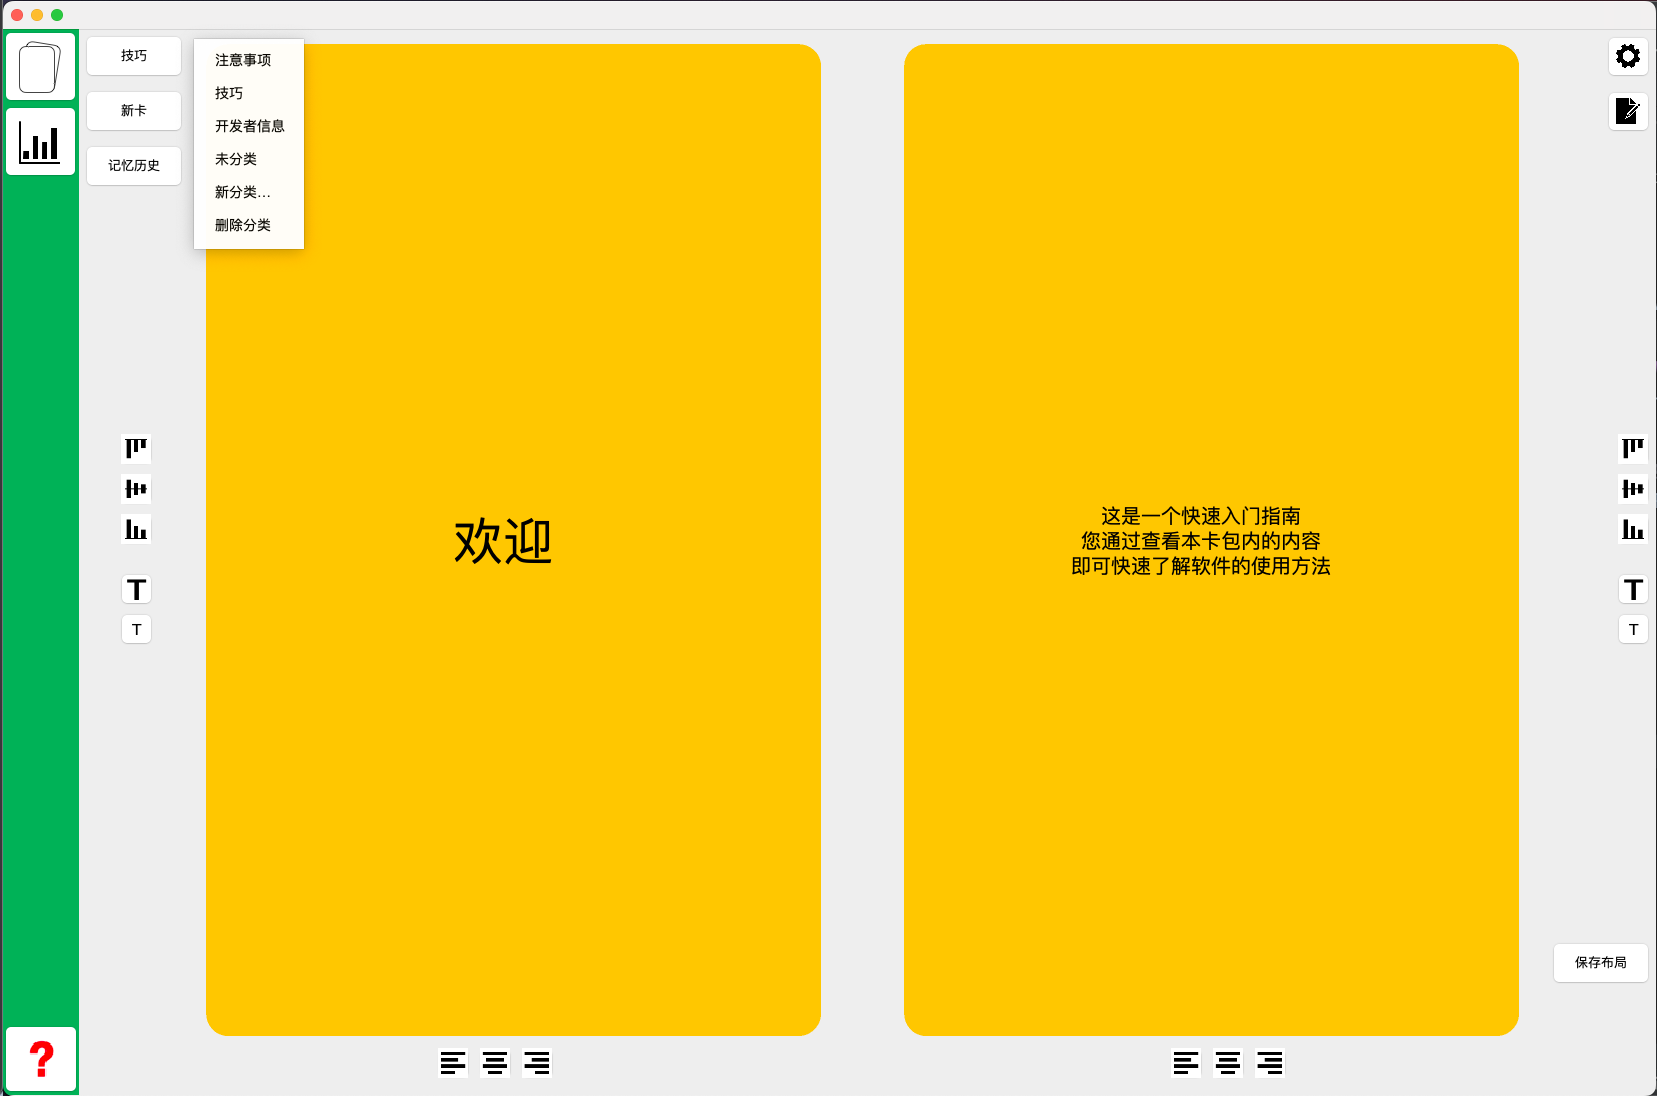 技巧
新卡
记忆历史
注意事项
技巧
开发者信息
未分类
新分类...
删除分类
欢迎
这是一个快速入门指南
您通过查看本卡包内的内容
即可快速了解软件的使用方法
T
T
T
T
保存布局
?